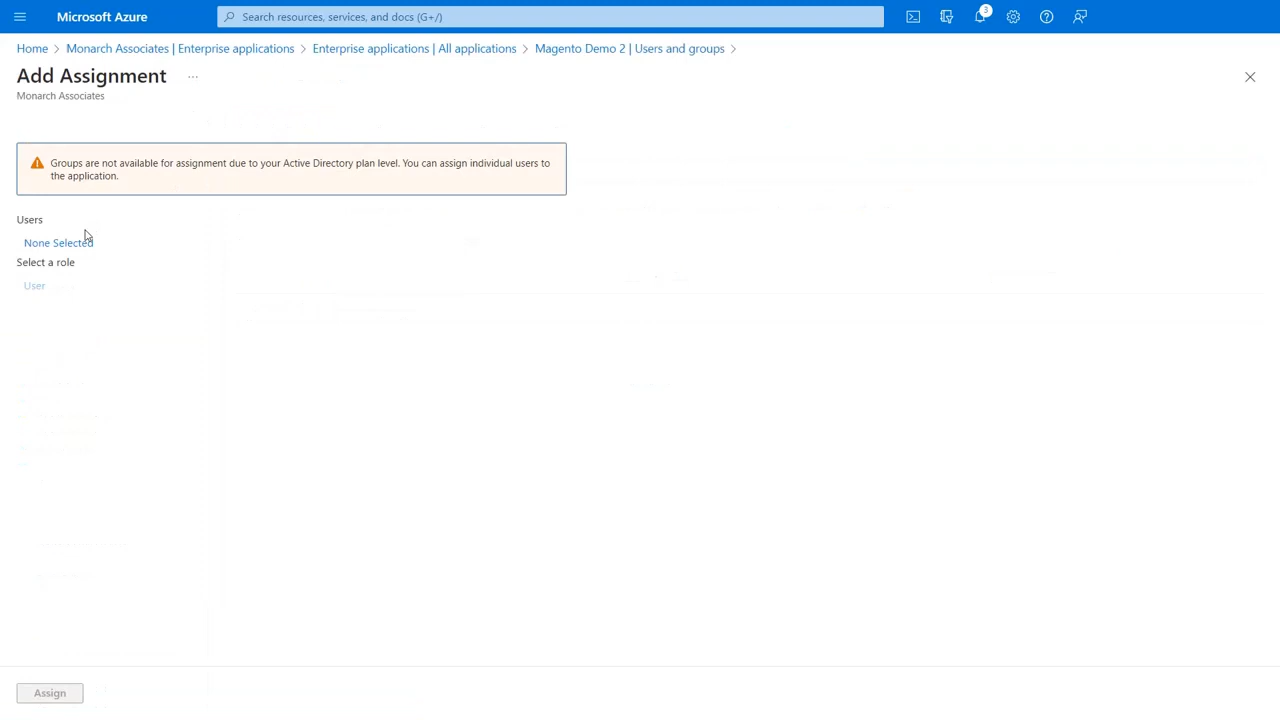 Microsoft Azure
Search resources, services, and docs (G+/)
3
Home > Monarch Associates | Enterprise applications > Enterprise applications | All applications > Magento Demo 2 | Users and groups >
Add Assignment ...
Monarch Associates
Groups are not available for assignment due to your Active Directory plan level. You can assign individual users to
the application.
Users
None Selected
Select a role
User
Assign